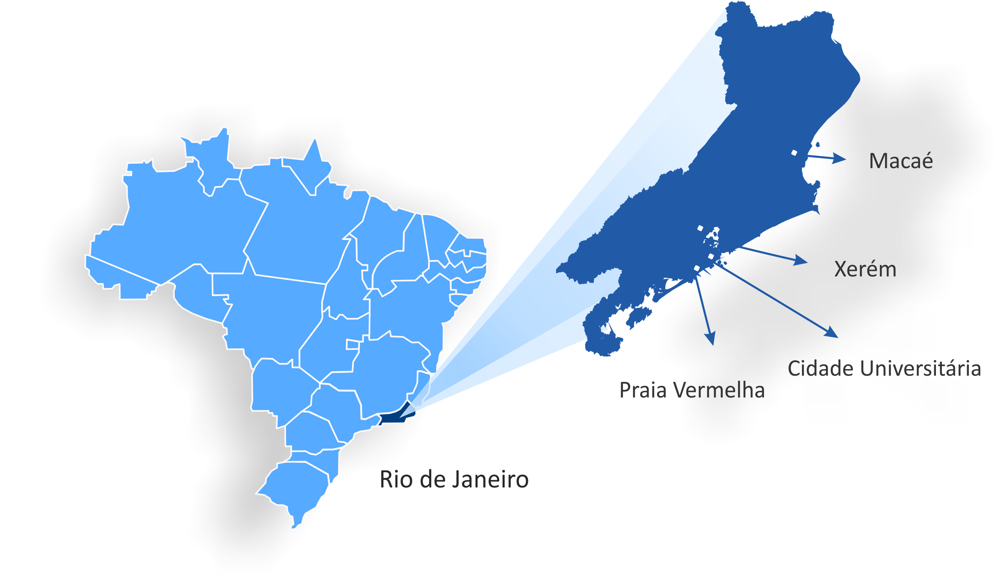 Macaé
Xerém
Cidade Universitária
Praia Vermelha
Rio de Janeiro